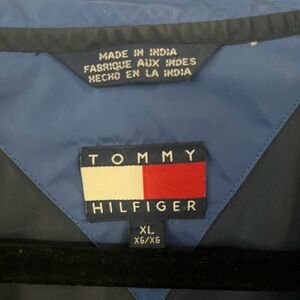 MADE IN INDIA
FABRIQUE AUX INDES
HECHO EN LA INDIA
TOMMY
HILFIGER
XL
XG/XG